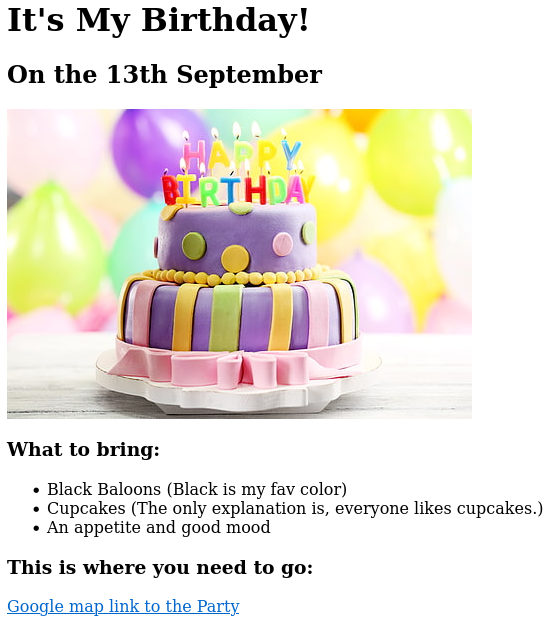 It's My Birthday!
On the 13th September
HAPPY
BIRTHDAY
What to bring:
Black Baloons (Black is my fav color)
Cupcakes (The only explanation is, everyone likes cupcakes.)
An appetite and good mood
This is where you need to go:
Google map link to the Party